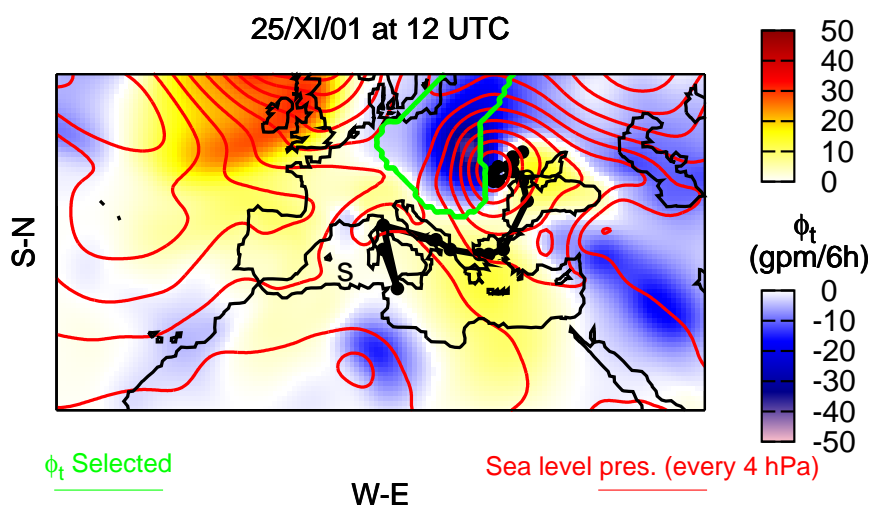 25/XI/01 at 12 UTC
50
40
30
20
10
0
S-N
S
ϕt
(gpm/6h)
0
-10
-20
-30
-40
-50
ϕt Selected
Sea level pres. (every 4 hPa)
W-E